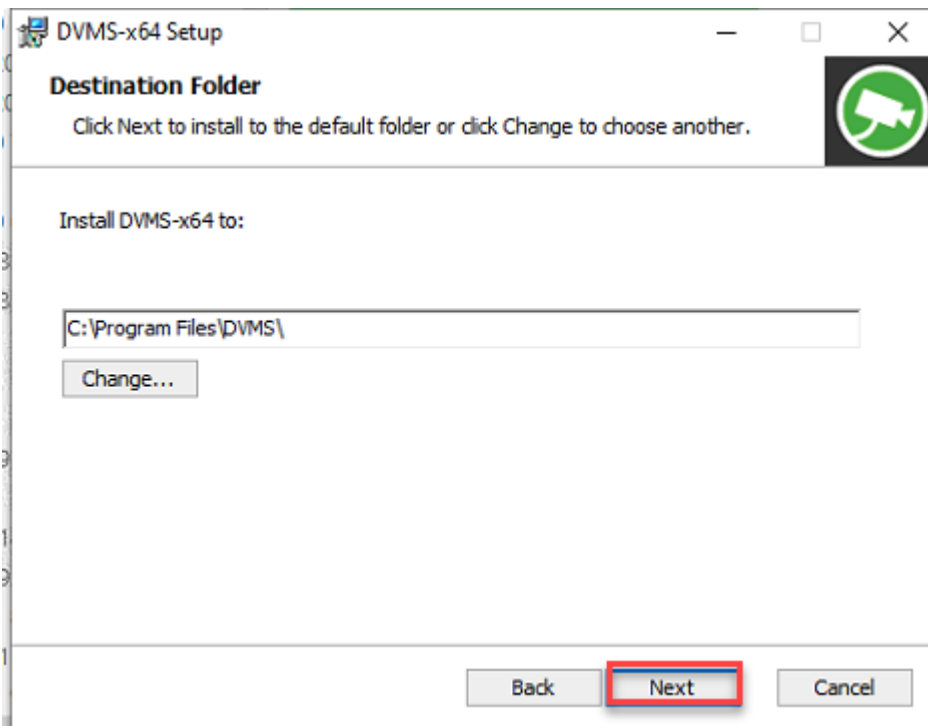 DVMS-x64 Setup
Destination Folder
Click Next to install to the default folder or click Change to choose another.
Install DVMS-x64 to:
C:\Program Files\DVMS\
Change...
Back Next Cancel